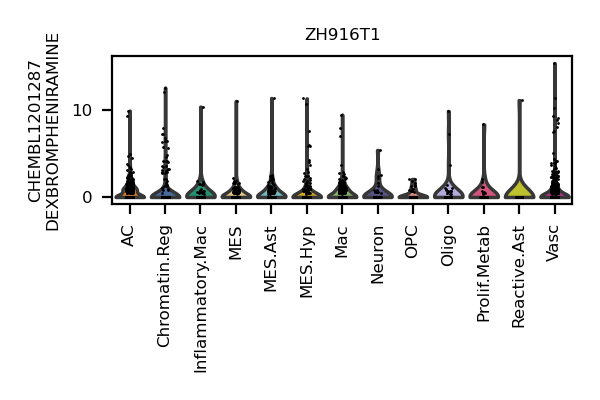 ZH916T1
CHEMBL1201287
DEXBROMPHENIRAMINE
10
0
AC
Chromatin.Reg
Inflammatory.Mac
MES
MES.Ast
MES.Hyp
Mac
Neuron
OPC
Oligo
Prolif.Metab
Reactive.Ast
Vasc